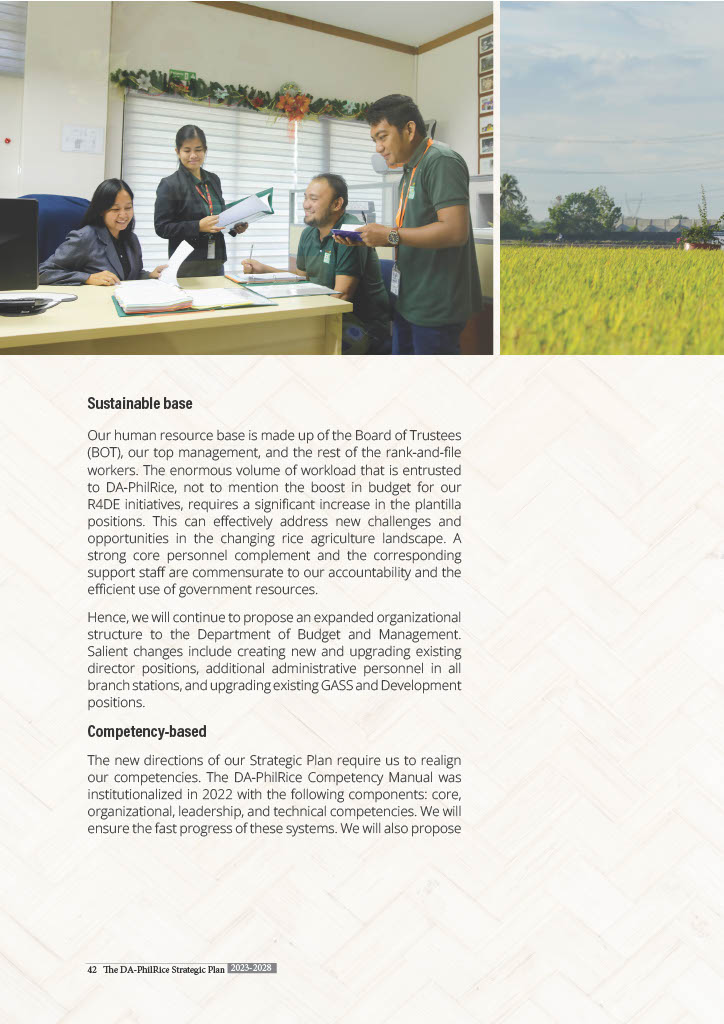 Sustainable base
Our human resource base is made up of the Board of Trustees
(BOT), our top management, and the rest of the rank-and-file
workers. The enormous volume of workload that is entrusted
to DA-PhilRice, not to mention the boost in budget for our
R4DE initiatives, requires a significant increase in the plantilla
positions. This can effectively address new challenges and
opportunities in the changing rice agriculture landscape. A
strong core personnel complement and the corresponding
support staff are commensurate to our accountability and the
efficient use of government resources.
Hence, we will continue to propose an expanded organizational
structure to the Department of Budget and Management.
Salient changes include creating new and upgrading existing
director positions, additional administrative personnel in all
branch stations, and upgrading existing GASS and Development
positions.
Competency-based
The new directions of our Strategic Plan require us to realign
our competencies. The DA-PhilRice Competency Manual was
institutionalized in 2022 with the following components: core,
organizational, leadership, and technical competencies. We will
ensure the fast progress of these systems. We will also propose
42 The DA-PhilRice Strategic Plan 2023-2028